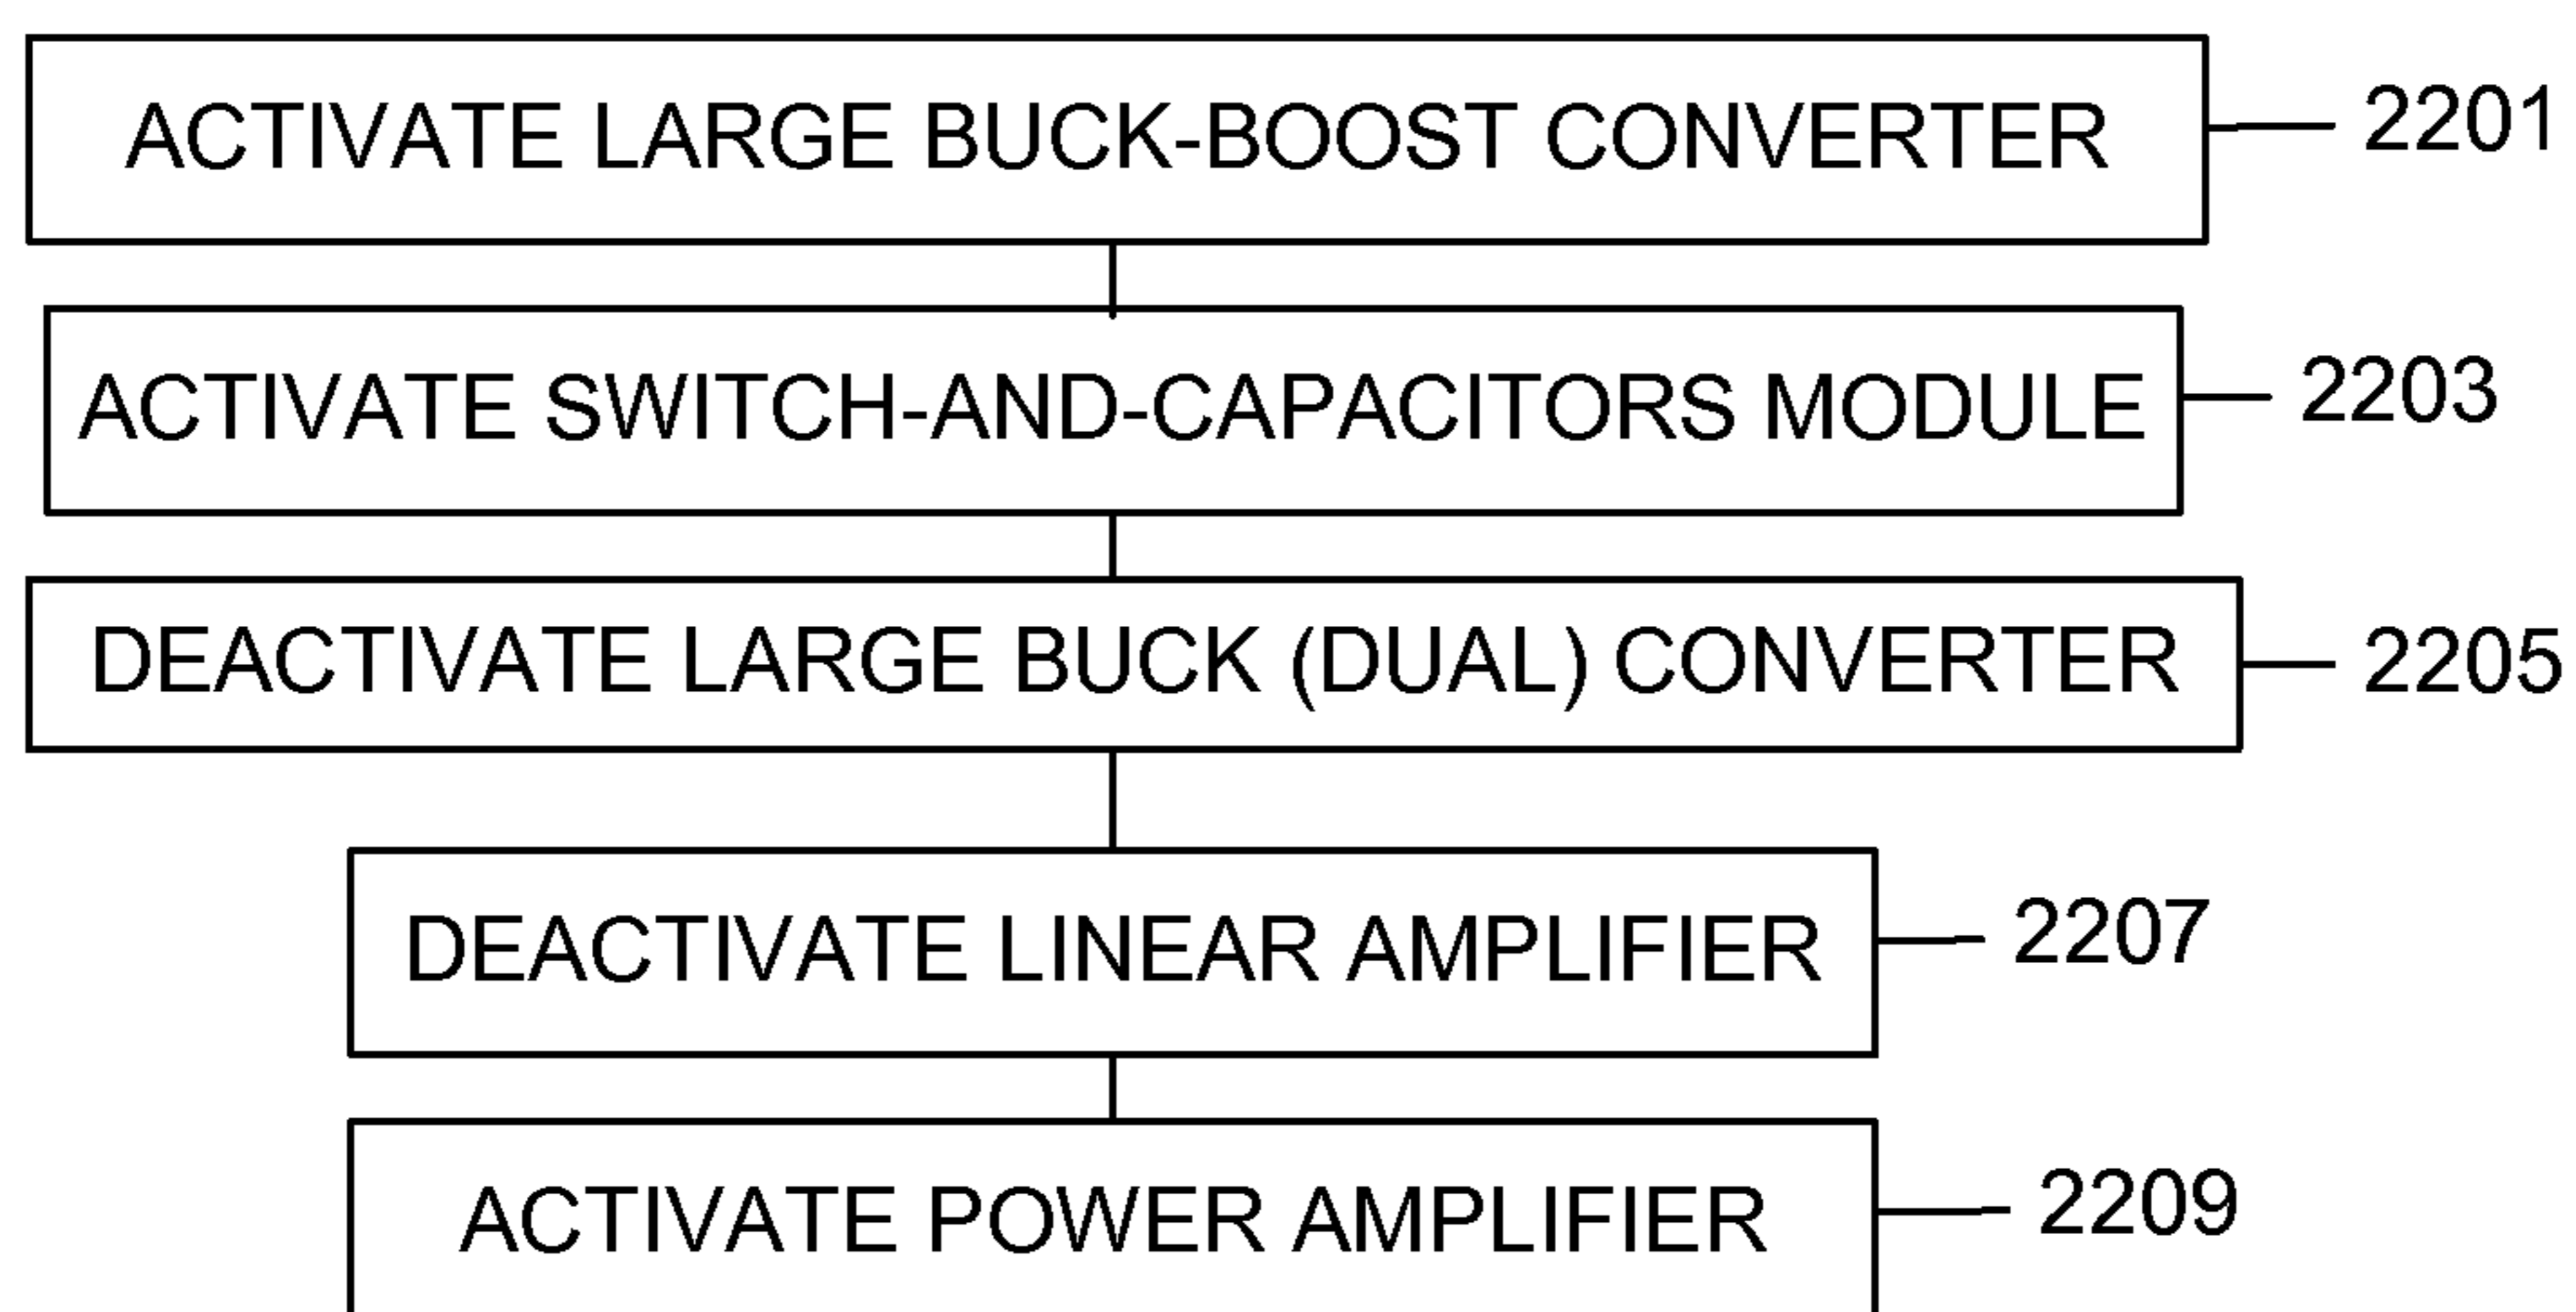 ACTIVATE LARGE BUCK-BOOST CONVERTER 2201
ACTIVATE SWITCH-AND-CAPACITORS MODULE 2203
DEACTIVATE LARGE BUCK (DUAL) CONVERTER 2205
DEACTIVATE LINEAR AMPLIFIER 2207
ACTIVATE POWER AMPLIFIER 2209